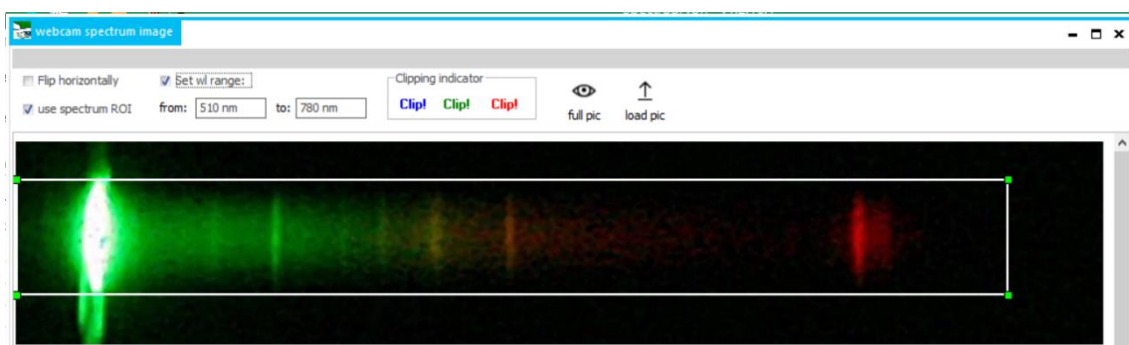 webcam spectrum image
Flip horizontally
Set wl range:
Clipping indicator
use spectrum ROI
from: 510 nm to: 780 nm
Clip! Clip! Clip!
full pic
load pic